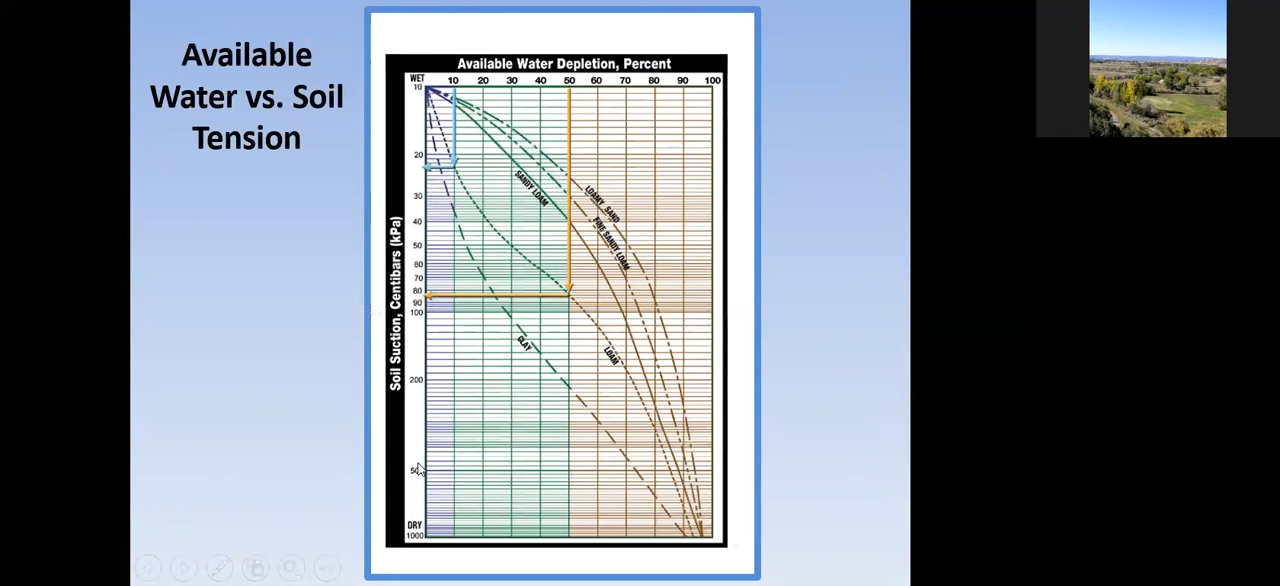 Available
Water vs. Soil
Tension
Available Water Depletion, Percent
WET 10 20 30 40 50 60 70 80 90 100
10
20
30
40
50
60
70
80
90
100
200
DRY
1000
Soil Suction, Centibars (kPa)
SANDY LOAM
LOAMY SAND
FINE SANDY LOAM
CLAY
LOAM